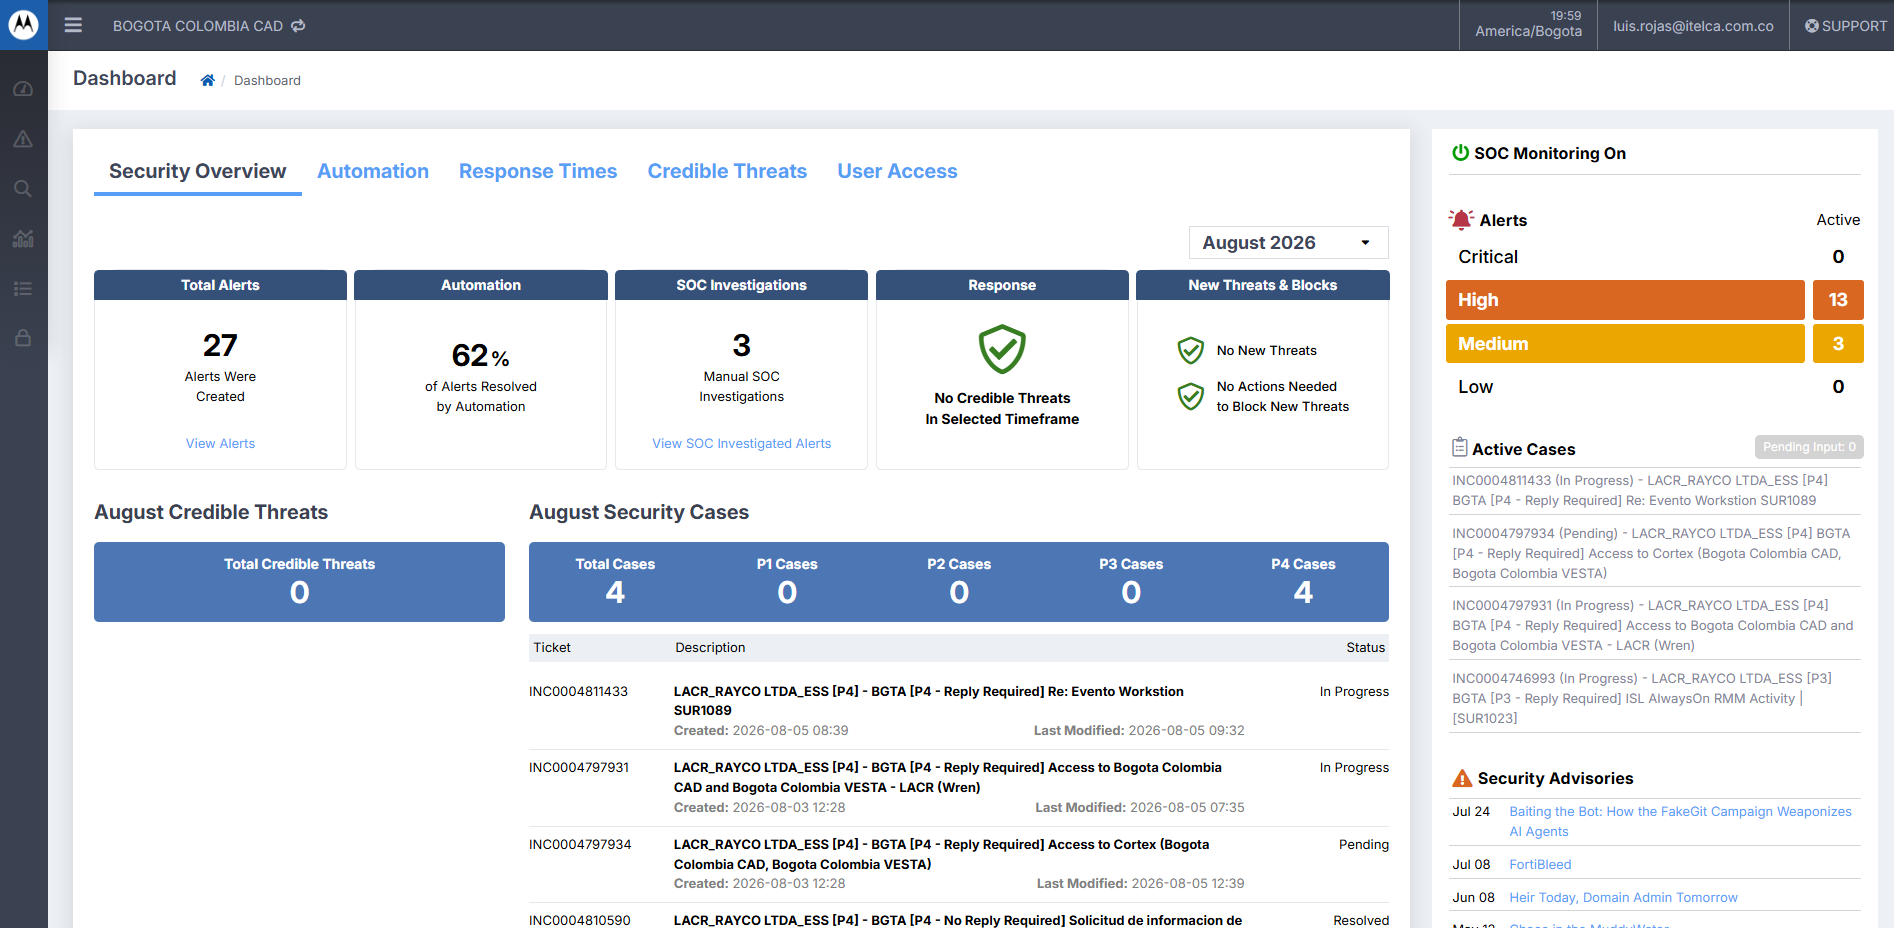 BOGOTA COLOMBIA CAD
19:59
America/Bogota
luis.rojas@itelca.com.co
SUPPORT
Dashboard
/ Dashboard
Security Overview
Automation
Response Times
Credible Threats
User Access
August 2026
Total Alerts
27
Alerts Were
Created
View Alerts
Automation
62%
of Alerts Resolved
by Automation
SOC Investigations
3
Manual SOC
Investigations
View SOC Investigated Alerts
Response
No Credible Threats
In Selected Timeframe
New Threats & Blocks
No New Threats
No Actions Needed
to Block New Threats
August Credible Threats
Total Credible Threats
0
August Security Cases
Total Cases
4
P1 Cases
0
P2 Cases
0
P3 Cases
0
P4 Cases
4
Ticket
Description
Status
INC0004811433
LACR_RAYCO LTDA_ESS [P4] - BGTA [P4 - Reply Required] Re: Evento Workstion
SUR1089
Created: 2026-08-05 08:39
Last Modified: 2026-08-05 09:32
In Progress
INC0004797931
LACR_RAYCO LTDA_ESS [P4] - BGTA [P4 - Reply Required] Access to Bogota Colombia
CAD and Bogota Colombia VESTA - LACR (Wren)
Created: 2026-08-03 12:28
Last Modified: 2026-08-05 07:35
In Progress
INC0004797934
LACR_RAYCO LTDA_ESS [P4] - BGTA [P4 - Reply Required] Access to Cortex (Bogota
Colombia CAD, Bogota Colombia VESTA)
Created: 2026-08-03 12:28
Last Modified: 2026-08-05 12:39
Pending
INC0004810590
LACR_RAYCO LTDA_ESS [P4] - BGTA [P4 - No Reply Required] Solicitud de informacion de
Resolved
SOC Monitoring On
Alerts
Active
Critical
0
High
13
Medium
3
Low
0
Active Cases
Pending Input: 0
INC0004811433 (In Progress) - LACR_RAYCO LTDA_ESS [P4]
BGTA [P4 - Reply Required] Re: Evento Workstion SUR1089
INC0004797934 (Pending) - LACR_RAYCO LTDA_ESS [P4] BGTA
[P4 - Reply Required] Access to Cortex (Bogota Colombia CAD,
Bogota Colombia VESTA)
INC0004797931 (In Progress) - LACR_RAYCO LTDA_ESS [P4]
BGTA [P4 - Reply Required] Access to Bogota Colombia CAD and
Bogota Colombia VESTA - LACR (Wren)
INC0004746993 (In Progress) - LACR_RAYCO LTDA_ESS [P3]
BGTA [P3 - Reply Required] ISL AlwaysOn RMM Activity |
[SUR1023]
Security Advisories
Jul 24
Baiting the Bot: How the FakeGit Campaign Weaponizes
AI Agents
Jul 08
FortiBleed
Jun 08
Heir Today, Domain Admin Tomorrow